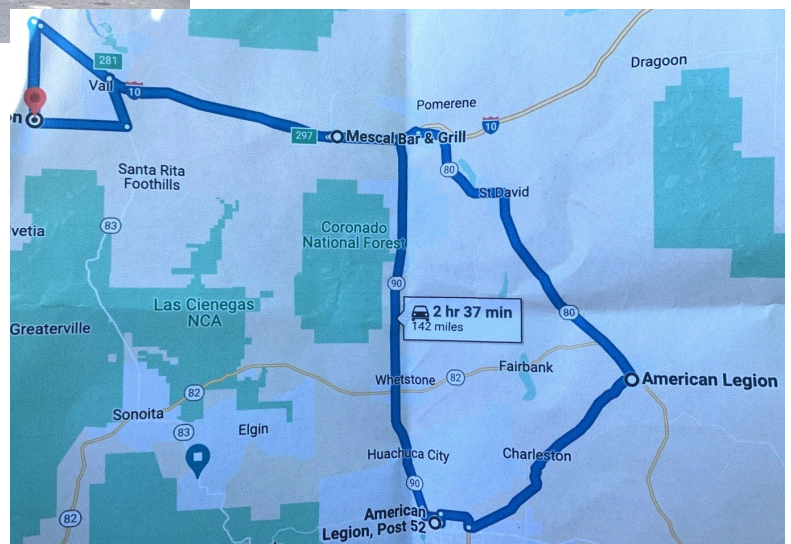 Dragoon
281
Vail
10
Pomerene
on
297
Mescal Bar & Grill
10
80
St David
Santa Rita
Foothills
83
vetia
Coronado
National Forest
90
Las Cienegas
NCA
2 hr 37 min
142 miles
80
Greaterville
Whetstone
82
Fairbank
American Legion
82
Sonoita
83
Elgin
Huachuca City
Charleston
90
American
Legion, Post 52
82